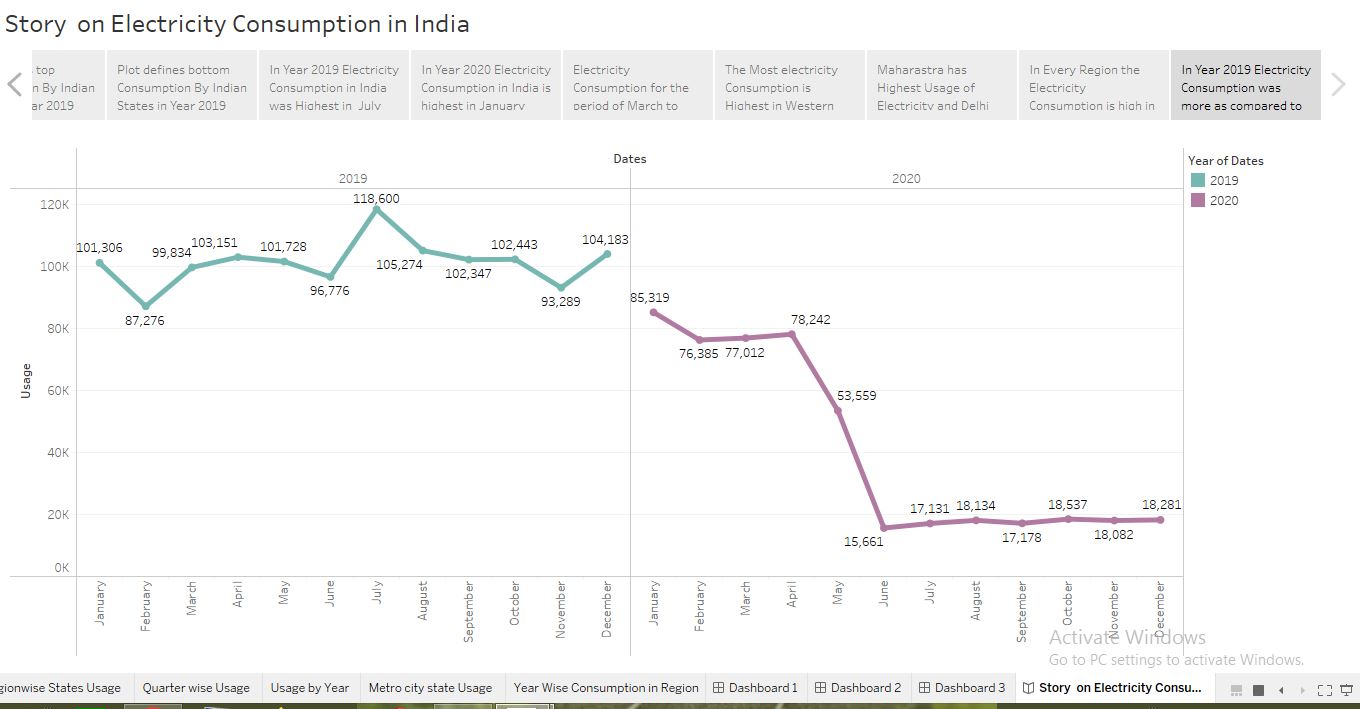 Story  on Electricity Consumption in India
top
n By Indian
ar 2019
Plot defines bottom
Consumption By Indian
States in Year 2019
In Year 2019 Electricity
Consumption in India
was Highest in July
In Year 2020 Electricity
Consumption in India is
highest in January
Electricity
Consumption for the
period of March to
The Most electricity
Consumption is
Highest in Western
Maharastra has
Highest Usage of
Electricity and Delhi
In Every Region the
Electricity
Consumption is high in
In Year 2019 Electricity
Consumption was
more as compared to
Dates
2019
2020
Year of Dates
2019
2020
Usage
120K
100K
80K
60K
40K
20K
0K
101,306
87,276
99,834
103,151
101,728
96,776
118,600
105,274
102,347
102,443
93,289
104,183
85,319
76,385
77,012
78,242
53,559
15,661
17,131
18,134
17,178
18,537
18,082
18,281
January
February
March
April
May
June
July
August
September
October
November
December
January
February
March
April
May
June
July
August
September
October
November
December
Activate Windows
Go to PC settings to activate Windows.
gionwise States Usage
Quarter wise Usage
Usage by Year
Metro city state Usage
Year Wise Consumption in Region
Dashboard 1
Dashboard 2
Dashboard 3
Story  on Electricity Consu...